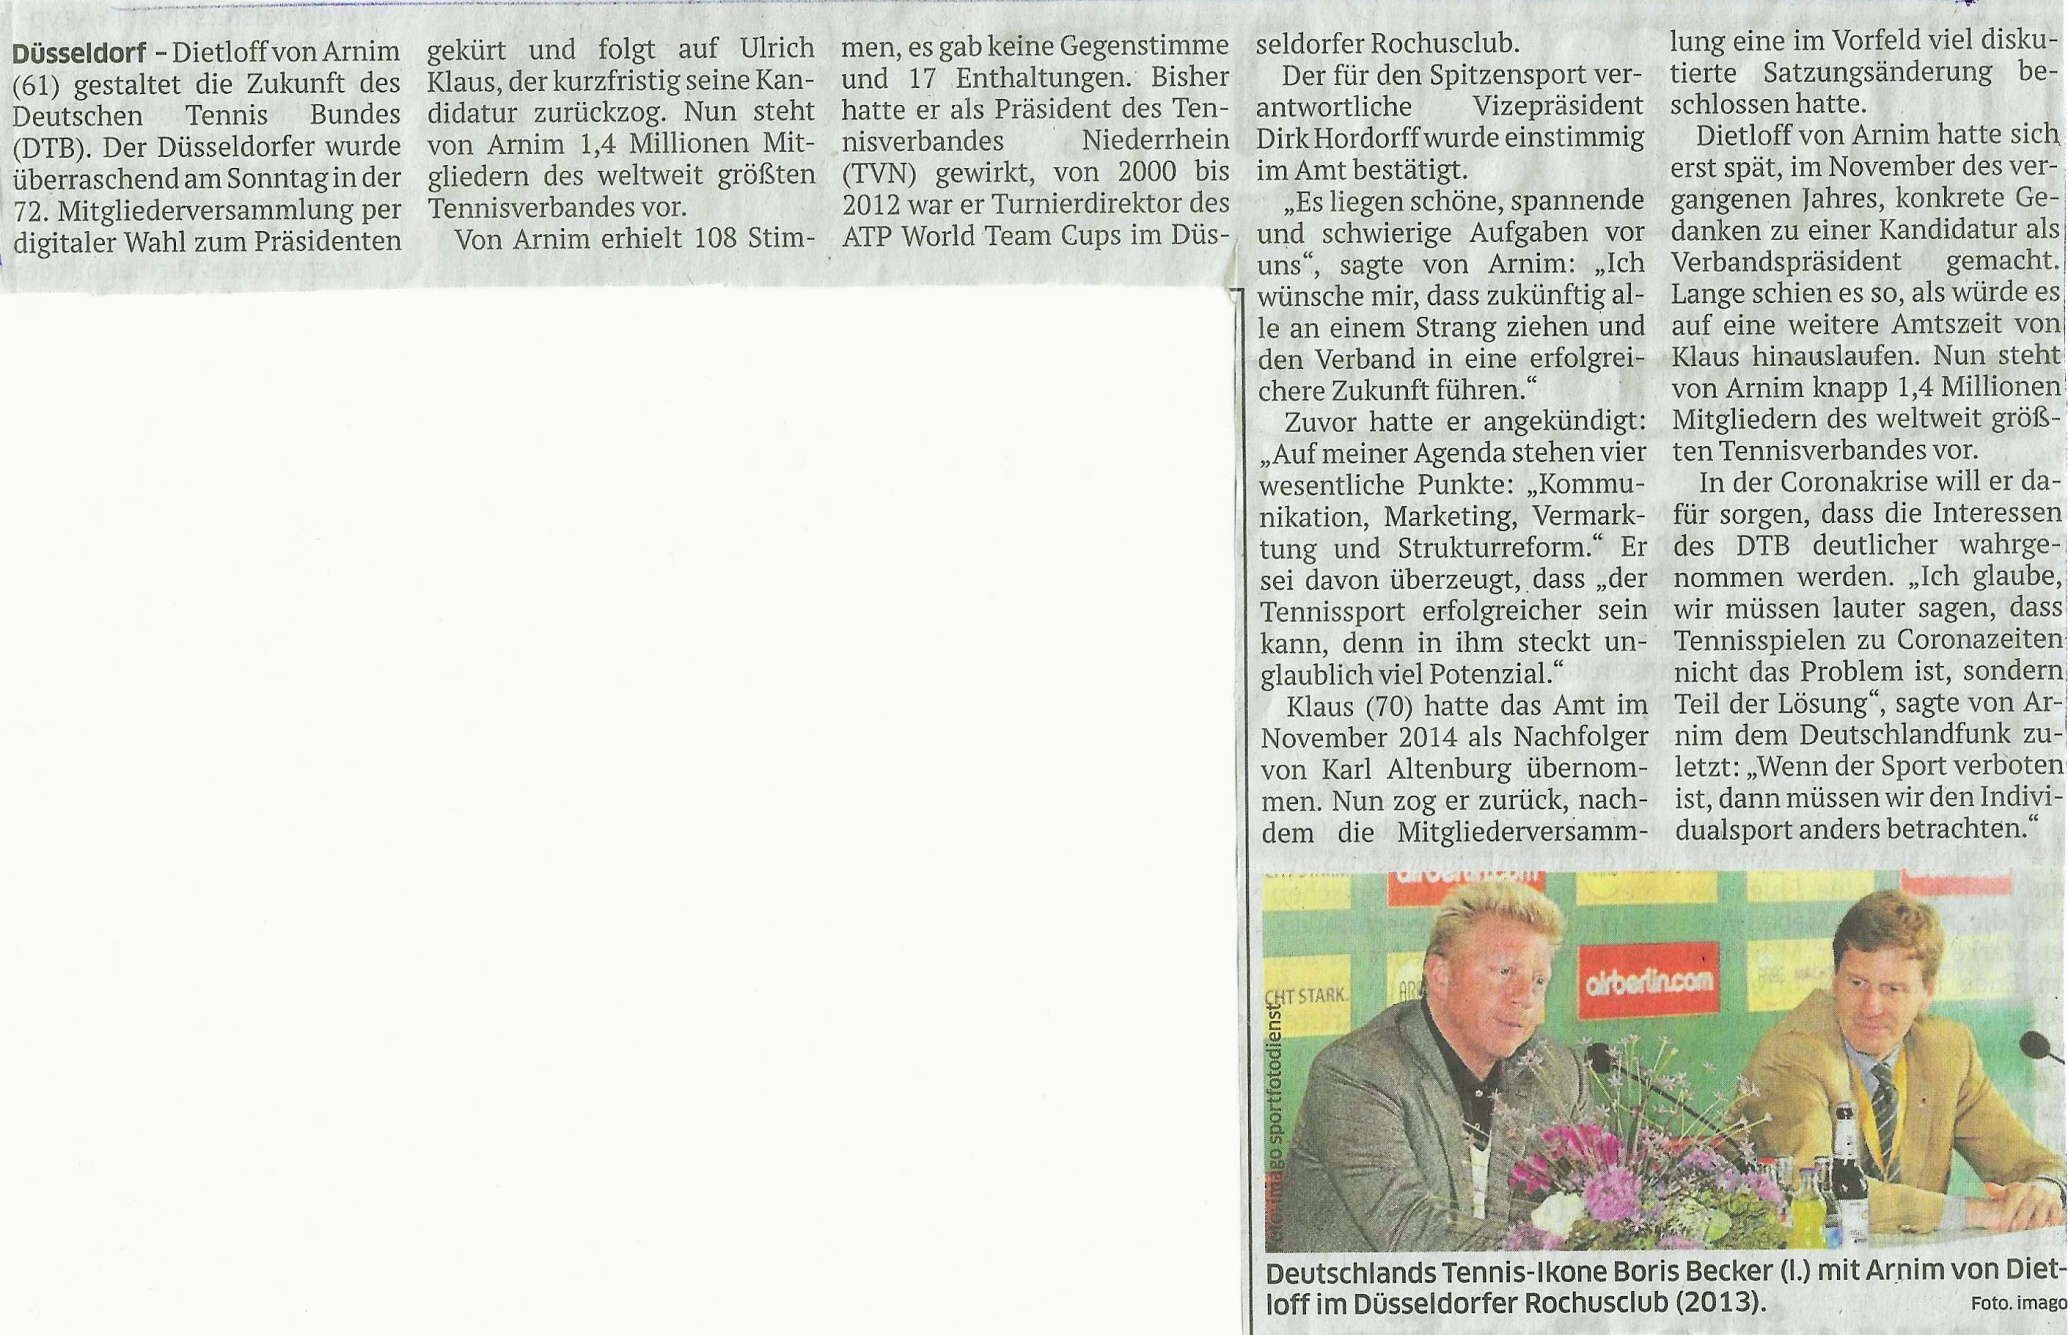 Düsseldorf – Dietloff von Arnim
(61) gestaltet die Zukunft des
Deutschen Tennis Bundes
(DTB). Der Düsseldorfer wurde
überraschend am Sonntag in der
72. Mitgliederversammlung per
digitaler Wahl zum Präsidenten
gekürt und folgt auf Ulrich
Klaus, der kurzfristig seine Kan-
didatur zurückzog. Nun steht
von Arnim 1,4 Millionen Mit-
gliedern des weltweit größten
Tennisverbandes vor.
Von Arnim erhielt 108 Stim-
men, es gab keine Gegenstimme
und 17 Enthaltungen. Bisher
hatte er als Präsident des Ten-
nisverbandes Niederrhein
(TVN) gewirkt, von 2000 bis
2012 war er Turnierdirektor des
ATP World Team Cups im Düs-
seldorfer Rochusclub.
Der für den Spitzensport ver-
antwortliche Vizepräsident
Dirk Hordorff wurde einstimmig
im Amt bestätigt.
„Es liegen schöne, spannende
und schwierige Aufgaben vor
uns“, sagte von Arnim: „Ich
wünsche mir, dass zukünftig al-
le an einem Strang ziehen und
den Verband in eine erfolgrei-
chere Zukunft führen.“
Zuvor hatte er angekündigt:
„Auf meiner Agenda stehen vier
wesentliche Punkte: „Kommu-
nikation, Marketing, Vermark-
tung und Strukturreform.“ Er
sei davon überzeugt, dass „der
Tennissport erfolgreicher sein
kann, denn in ihm steckt un-
glaublich viel Potenzial.“
Klaus (70) hatte das Amt im
November 2014 als Nachfolger
von Karl Altenburg übernom-
men. Nun zog er zurück, nach-
dem die Mitgliederversamm-
lung eine im Vorfeld viel disku-
tierte Satzungsänderung be-
schlossen hatte.
Dietloff von Arnim hatte sich
erst spät, im November des ver-
gangenen Jahres, konkrete Ge-
danken zu einer Kandidatur als
Verbandspräsident gemacht.
Lange schien es so, als würde es
auf eine weitere Amtszeit von
Klaus hinauslaufen. Nun steht
von Arnim knapp 1,4 Millionen
Mitgliedern des weltweit größ-
ten Tennisverbandes vor.
In der Coronakrise will er da-
für sorgen, dass die Interessen
des DTB deutlicher wahrge-
nommen werden. „Ich glaube,
wir müssen lauter sagen, dass
Tennisspielen zu Coronazeiten
nicht das Problem ist, sondern
Teil der Lösung“, sagte von Ar-
nim dem Deutschlandfunk zu-
letzt: „Wenn der Sport verboten
ist, dann müssen wir den Indivi-
dualsport anders betrachten.“
airberlin.com
CHT STARK.
AR
airberlin.com
imago sportfotodienst
Deutschlands Tennis-Ikone Boris Becker (l.) mit Arnim von Diet-
loff im Düsseldorfer Rochusclub (2013).
Foto. imago